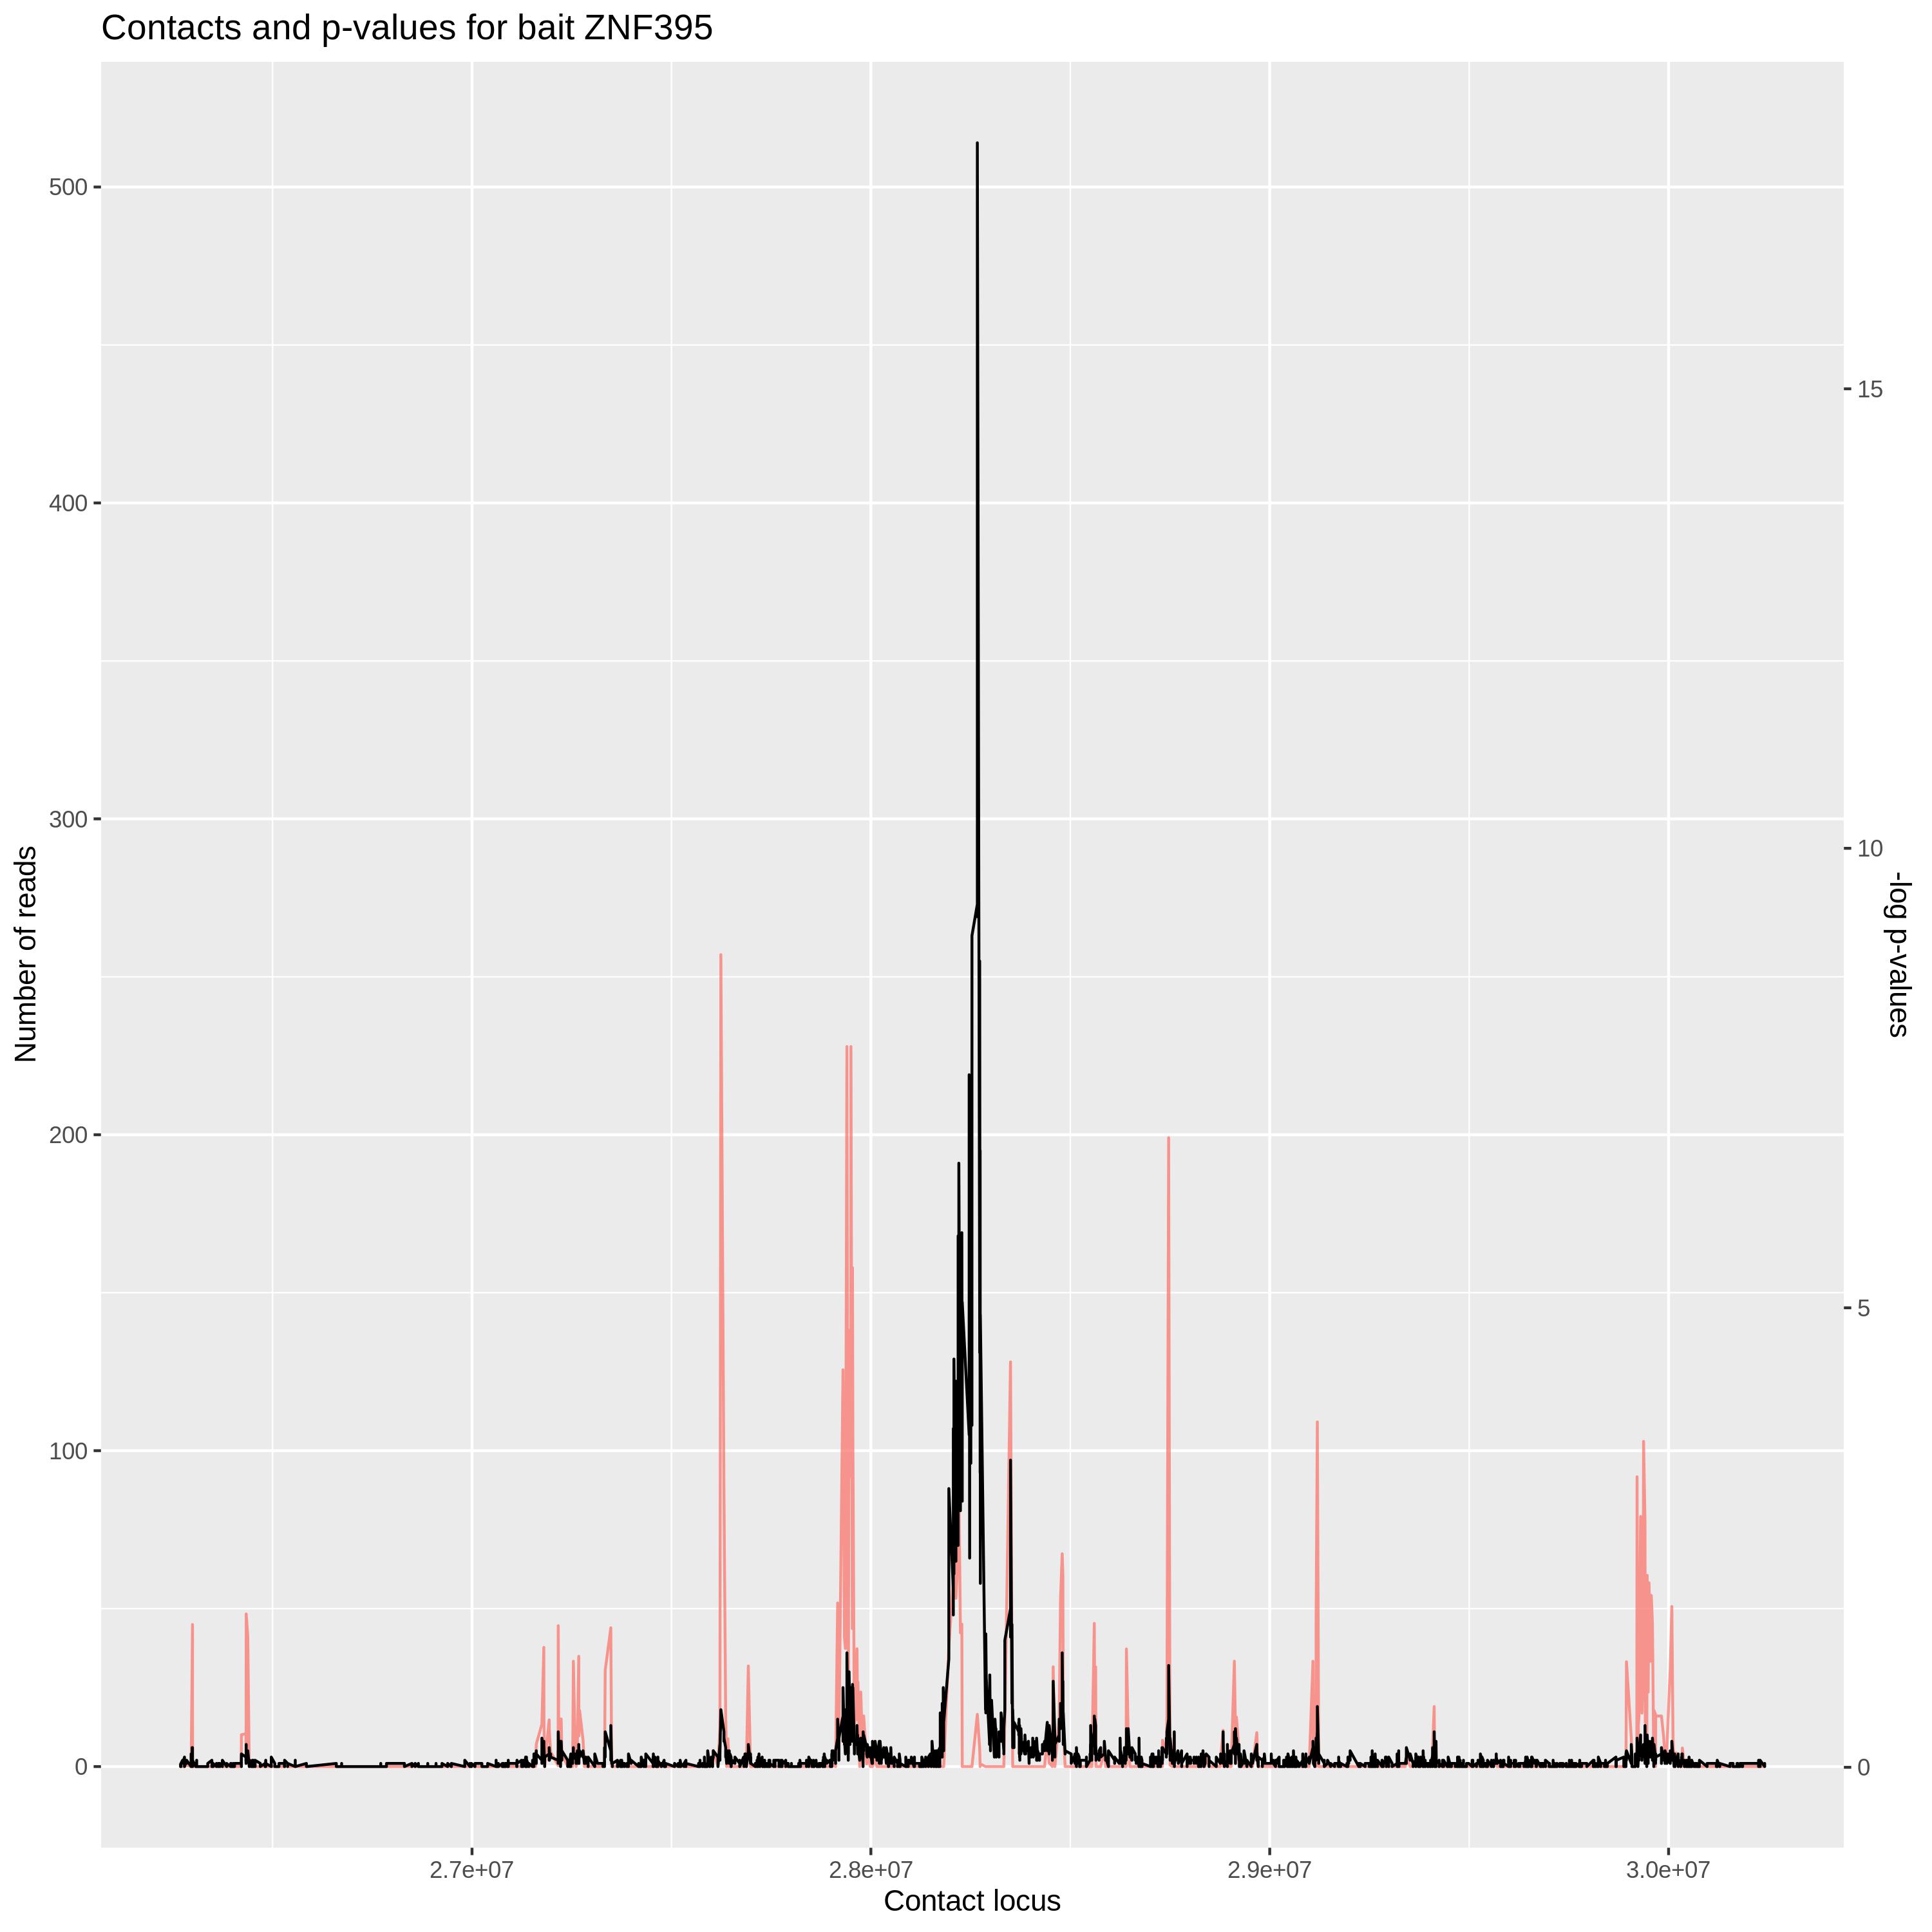 Contacts and p-values for bait ZNF395
500
400
300
200
100
0
Number of reads
15
10
5
0
-log p-values
2.7e+07
2.8e+07
2.9e+07
3.0e+07
Contact locus